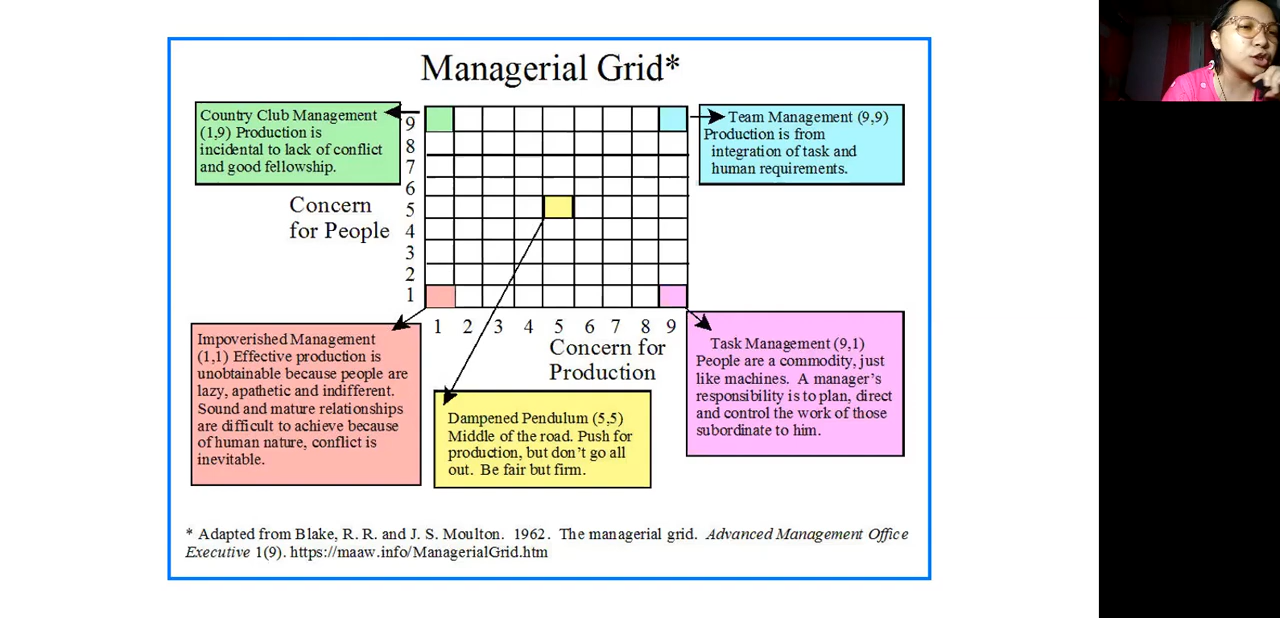 Managerial Grid*
Country Club Management
(1,9) Production is
incidental to lack of conflict
and good fellowship.
Team Management (9,9)
Production is from
integration of task and
human requirements.
Concern
for People
9
8
7
6
5
4
3
2
1
1 2 3 4 5 6 7 8 9
Concern for
Production
Impoverished Management
(1,1) Effective production is
unobtainable because people are
lazy, apathetic and indifferent.
Sound and mature relationships
are difficult to achieve because
of human nature, conflict is
inevitable.
Dampened Pendulum (5,5)
Middle of the road. Push for
production, but don't go all
out. Be fair but firm.
Task Management (9,1)
People are a commodity, just
like machines. A manager's
responsibility is to plan, direct
and control the work of those
subordinate to him.
* Adapted from Blake, R. R. and J. S. Moulton. 1962. The managerial grid. Advanced Management Office
Executive 1(9). https://maaw.info/ManagerialGrid.htm